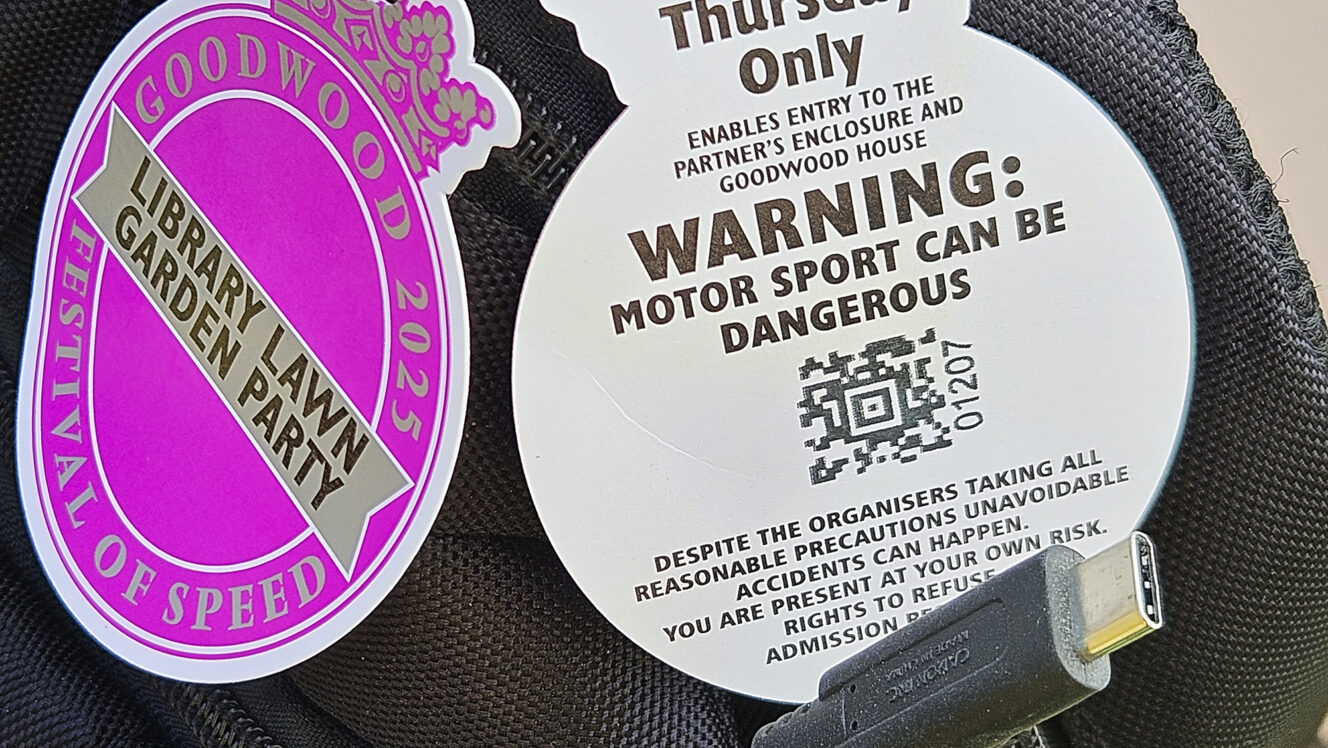 GOODWOOD 2025
FESTIVAL OF SPEED
LIBRARY LAWN
GARDEN PARTY
Thursday
Only
ENABLES ENTRY TO THE
PARTNER'S ENCLOSURE AND
GOODWOOD HOUSE
WARNING:
MOTOR SPORT CAN BE
DANGEROUS
01207
DESPITE THE ORGANISERS TAKING ALL
REASONABLE PRECAUTIONS UNAVOIDABLE
ACCIDENTS CAN HAPPEN.
YOU ARE PRESENT AT YOUR OWN RISK.
RIGHTS TO REFUSE
ADMISSION